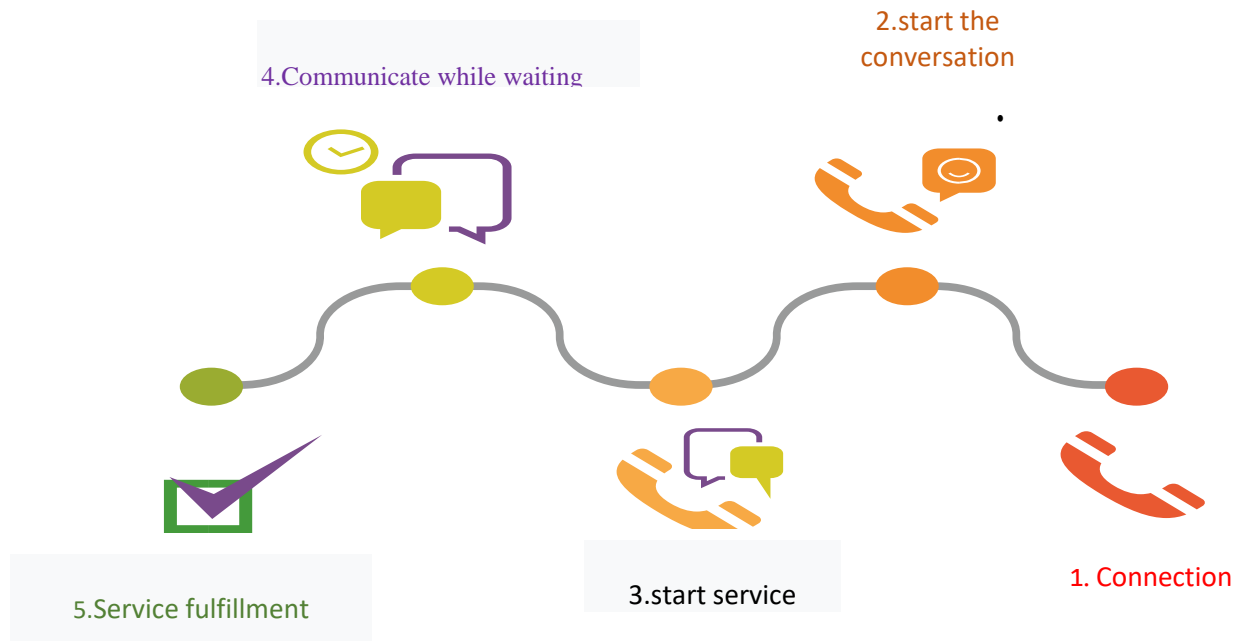 2.start the
conversation
4.Communicate while waiting
.
3.start service
1. Connection
5.Service fulfillment